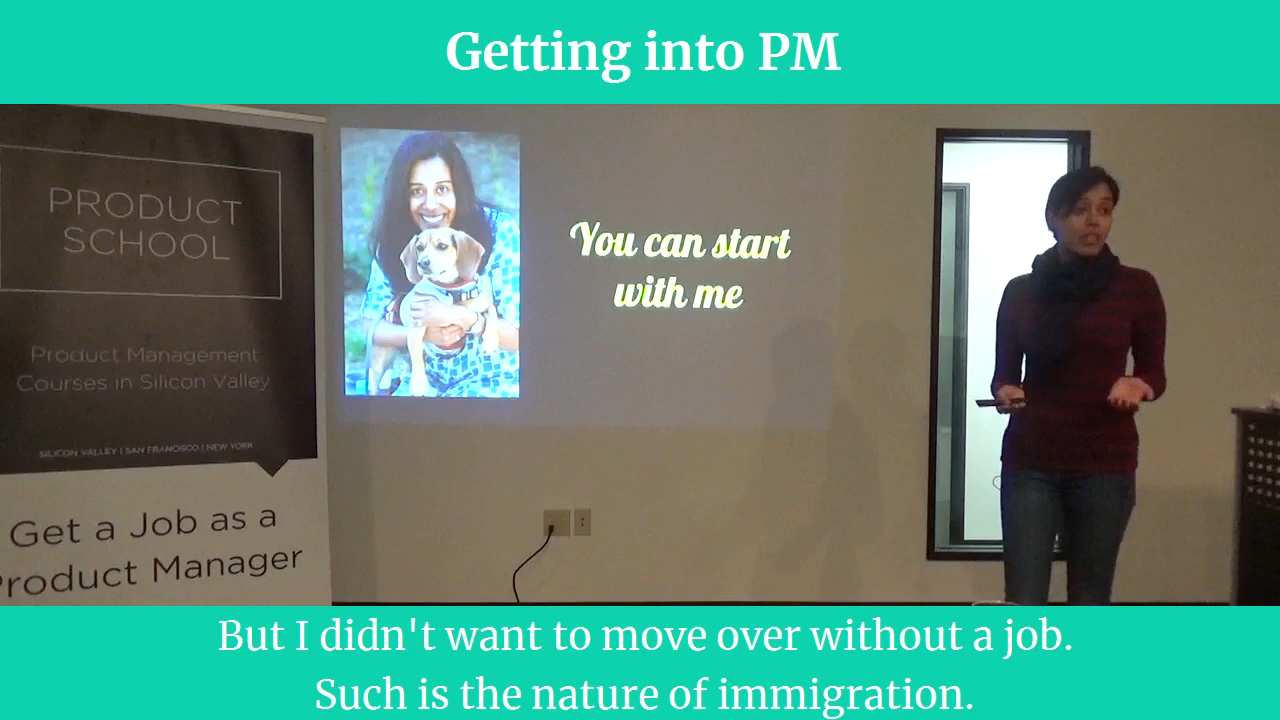 Getting into PM
PRODUCT
SCHOOL
Product Management
Courses in Silicon Valley
SILICON VALLEY | SAN FRANCISCO | NEW YORK
Get a Job as a
Product Manager
You can start
with me
But I didn't want to move over without a job.
Such is the nature of immigration.